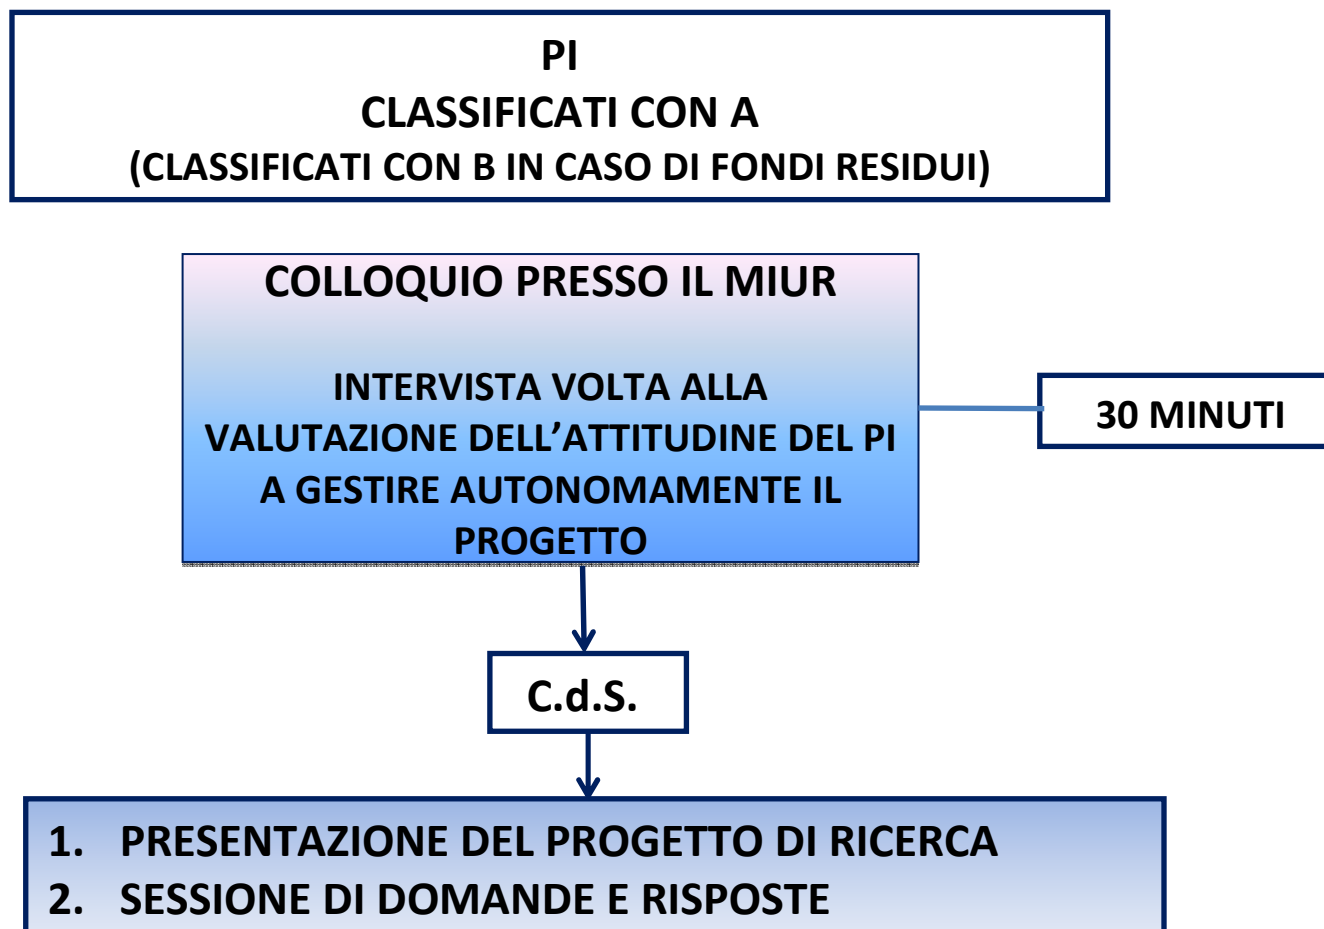 PI
CLASSIFICATI CON A
(CLASSIFICATI CON B IN CASO DI FONDI RESIDUI)
COLLOQUIO PRESSO IL MIUR
INTERVISTA VOLTA ALLA
VALUTAZIONE DELL’ATTITUDINE DEL PI
A GESTIRE AUTONOMAMENTE IL
PROGETTO
30 MINUTI
C.d.S.
1. PRESENTAZIONE DEL PROGETTO DI RICERCA
2. SESSIONE DI DOMANDE E RISPOSTE